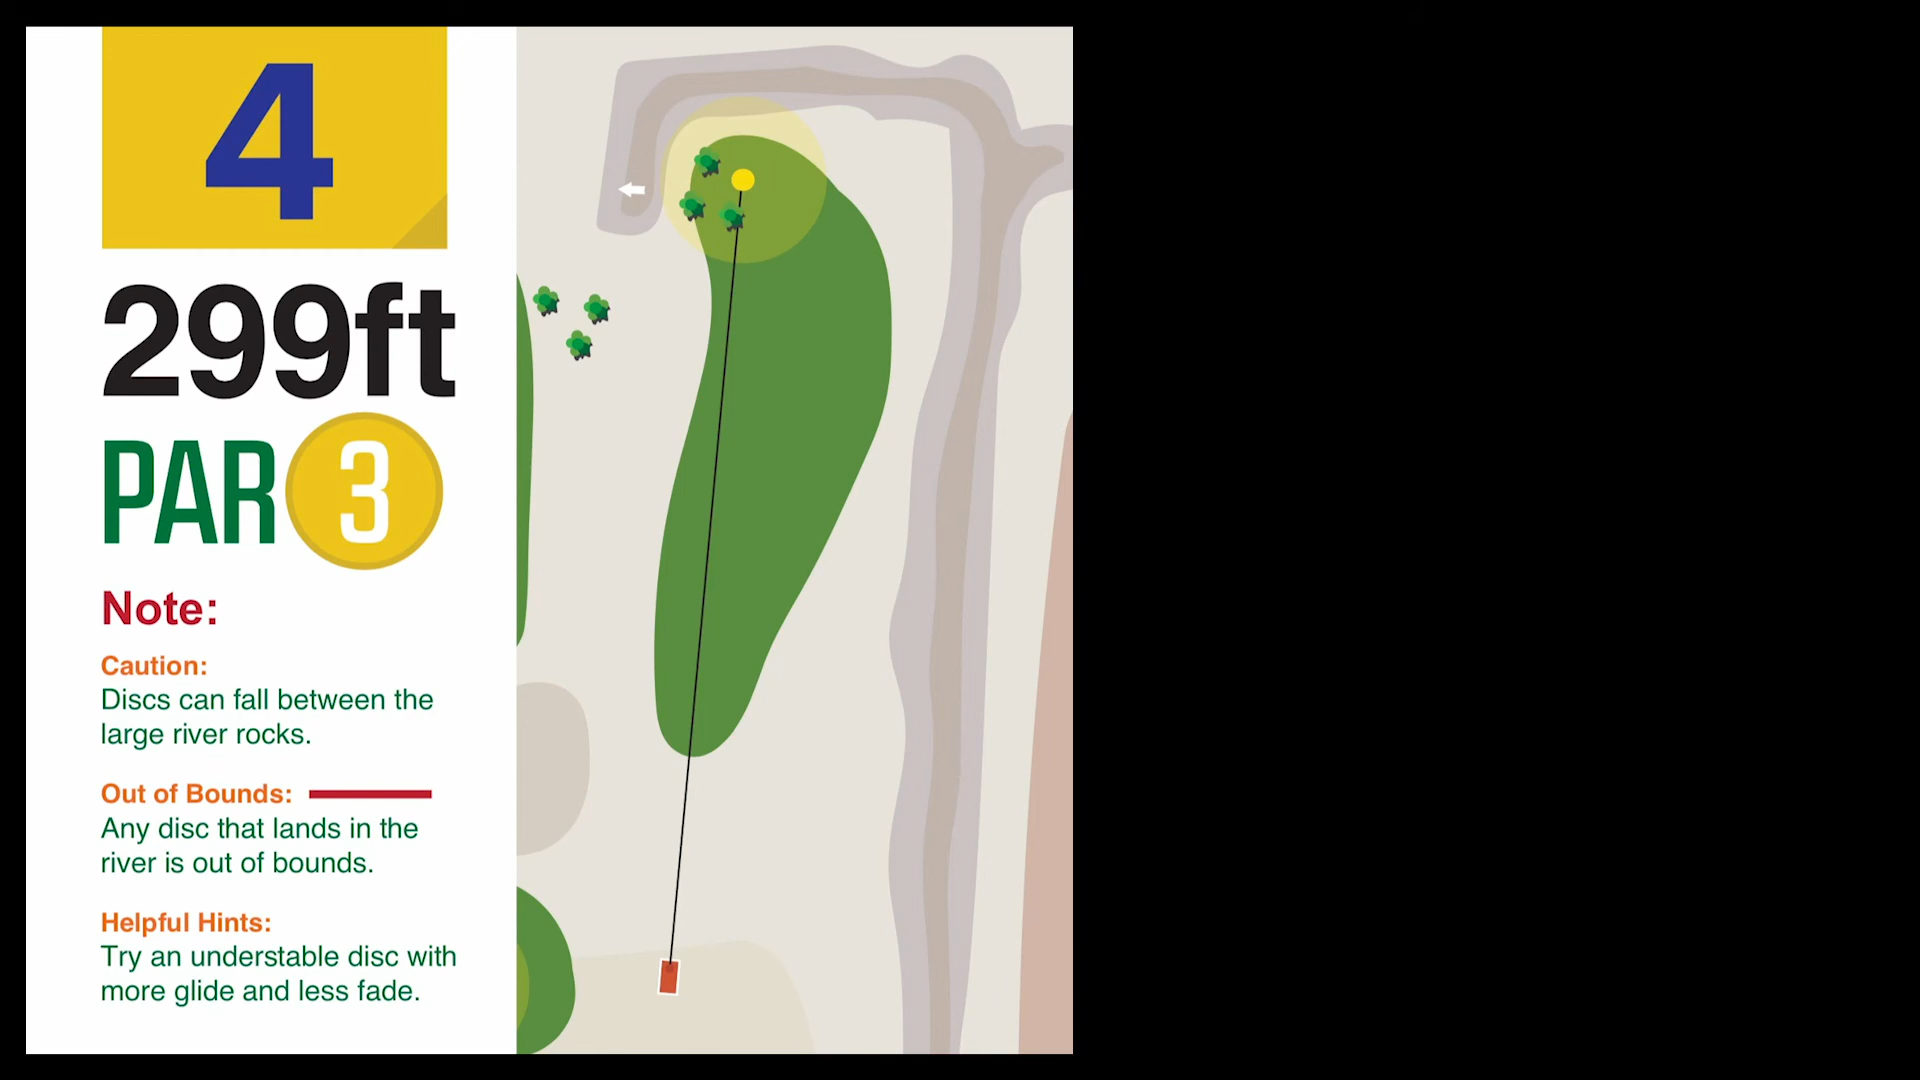 4
299ft
PAR 3
Note:
Caution:
Discs can fall between the
large river rocks.
Out of Bounds:
Any disc that lands in the
river is out of bounds.
Helpful Hints:
Try an understable disc with
more glide and less fade.